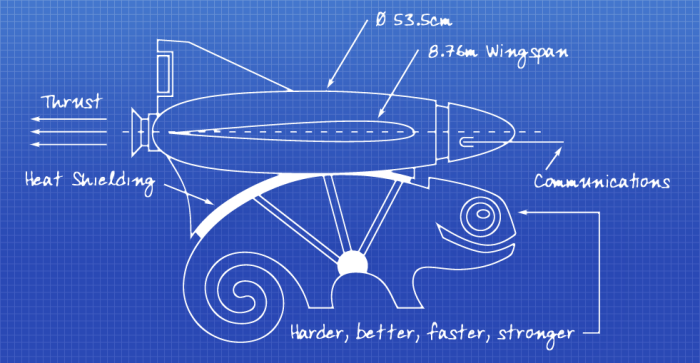 Ø 53.5cm
8.76m Wingspan
Thrust
Heat Shielding
Communications
Harder, better, faster, stronger